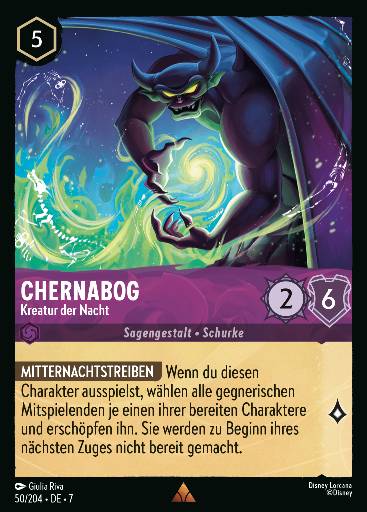 5
CHERNABOG
Kreatur der Nacht
2
6
Sagengestalt • Schurke
MITTERNACHTSTREIBEN Wenn du diesen
Charakter ausspielst, wählen alle gegnerischen
Mitspielenden je einen ihrer bereiten Charaktere
und erschöpfen ihn. Sie werden zu Beginn ihres
nächsten Zuges nicht bereit gemacht.
Giulia Riva
50/204 • DE • 7
Disney Lorcana
©Disney